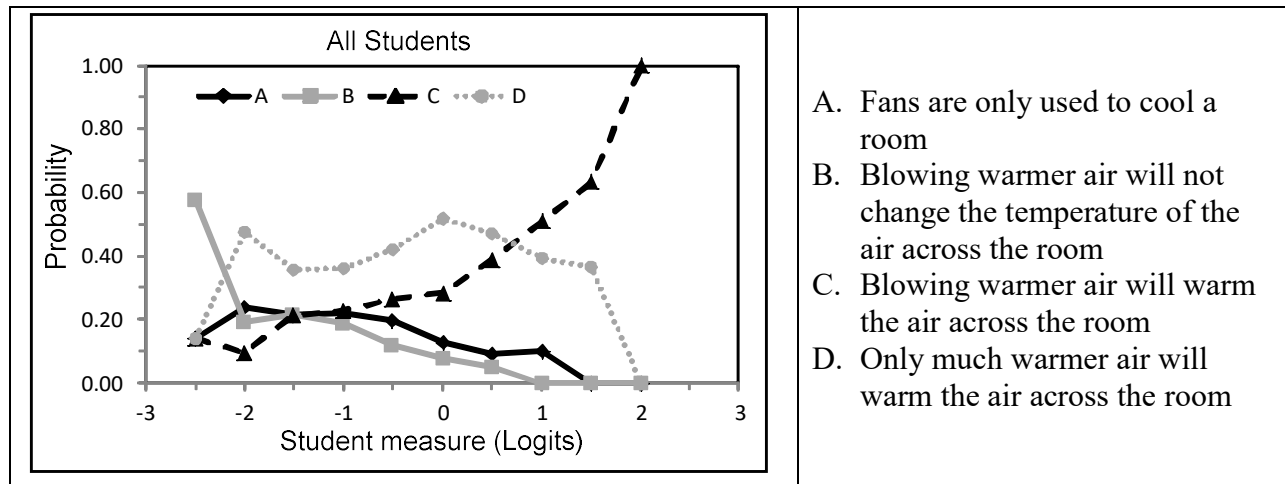 All Students
1.00
A B C D
0.80
0.60
0.40
0.20
0.00
Probability
-3 -2 -1 0 1 2 3
Student measure (Logits)
A. Fans are only used to cool a
room
B. Blowing warmer air will not
change the temperature of the
air across the room
C. Blowing warmer air will warm
the air across the room
D. Only much warmer air will
warm the air across the room